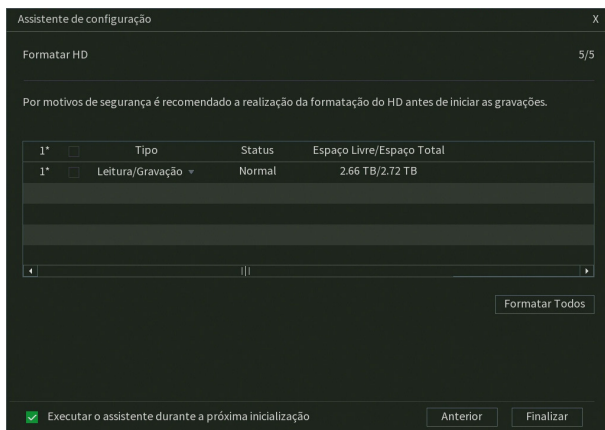 Assistente de configuração X
Formatar HD 5/5
Por motivos de segurança é recomendado a realização da formatação do HD antes de iniciar as gravações.
1* Tipo Status Espaço Livre/Espaço Total
1* Leitura/Gravação Normal 2.66 TB/2.72 TB
Formatar Todos
Executar o assistente durante a próxima inicialização Anterior Finalizar